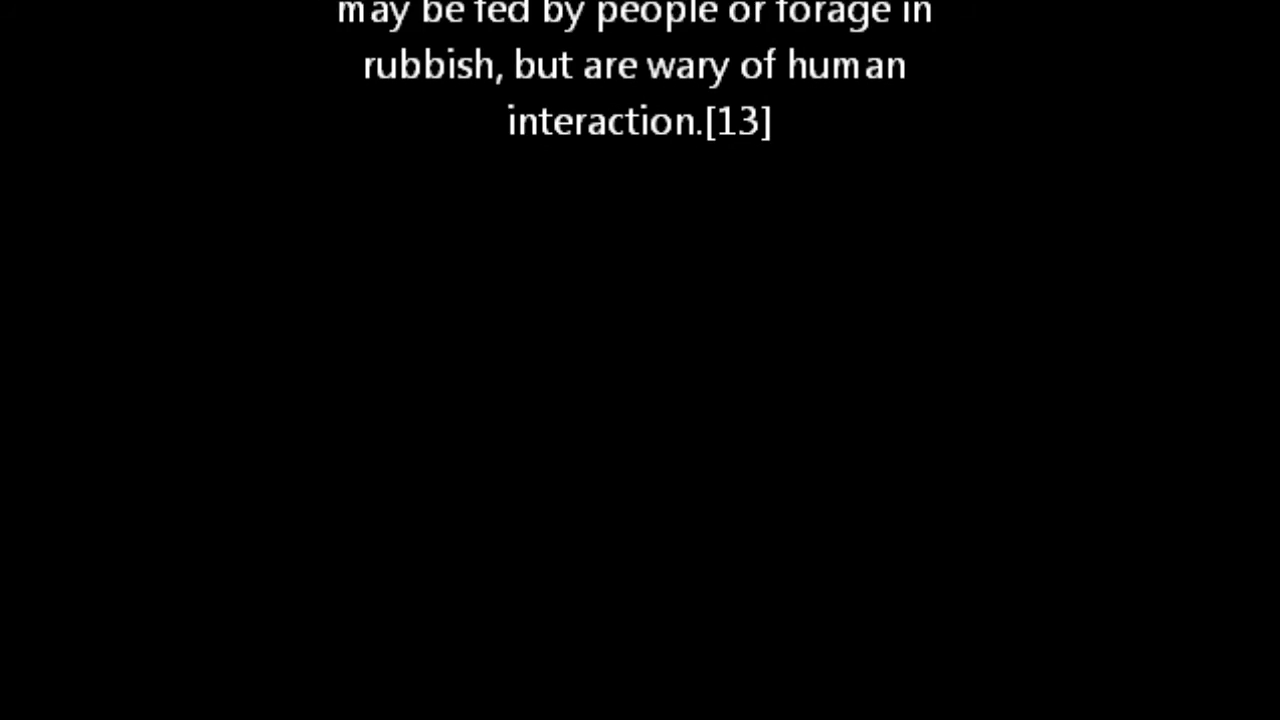 may be fed by people or forage in
rubbish, but are wary of human
interaction.[13]